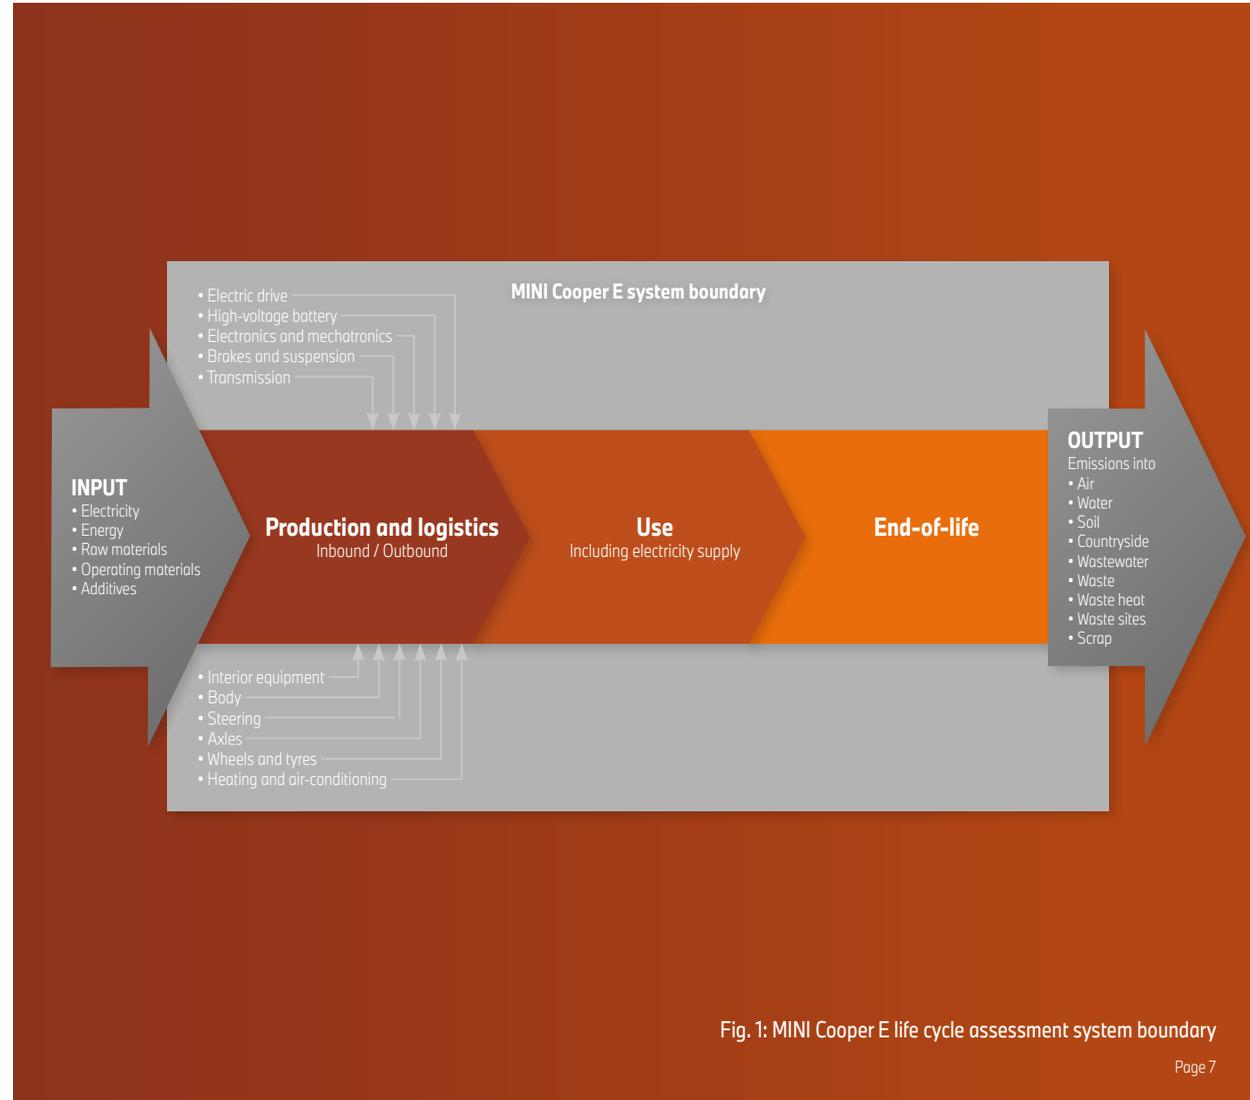 MINI Cooper E system boundary
• Electric drive
• High-voltage battery
• Electronics and mechatronics
• Brakes and suspension
• Transmission
INPUT
• Electricity
• Energy
• Raw materials
• Operating materials
• Additives
Production and logistics
Inbound / Outbound
Use
Including electricity supply
End-of-life
OUTPUT
Emissions into
• Air
• Water
• Soil
• Countryside
• Wastewater
• Waste
• Waste heat
• Waste sites
• Scrap
• Interior equipment
• Body
• Steering
• Axles
• Wheels and tyres
• Heating and air-conditioning
Fig. 1: MINI Cooper E life cycle assessment system boundary
Page 7